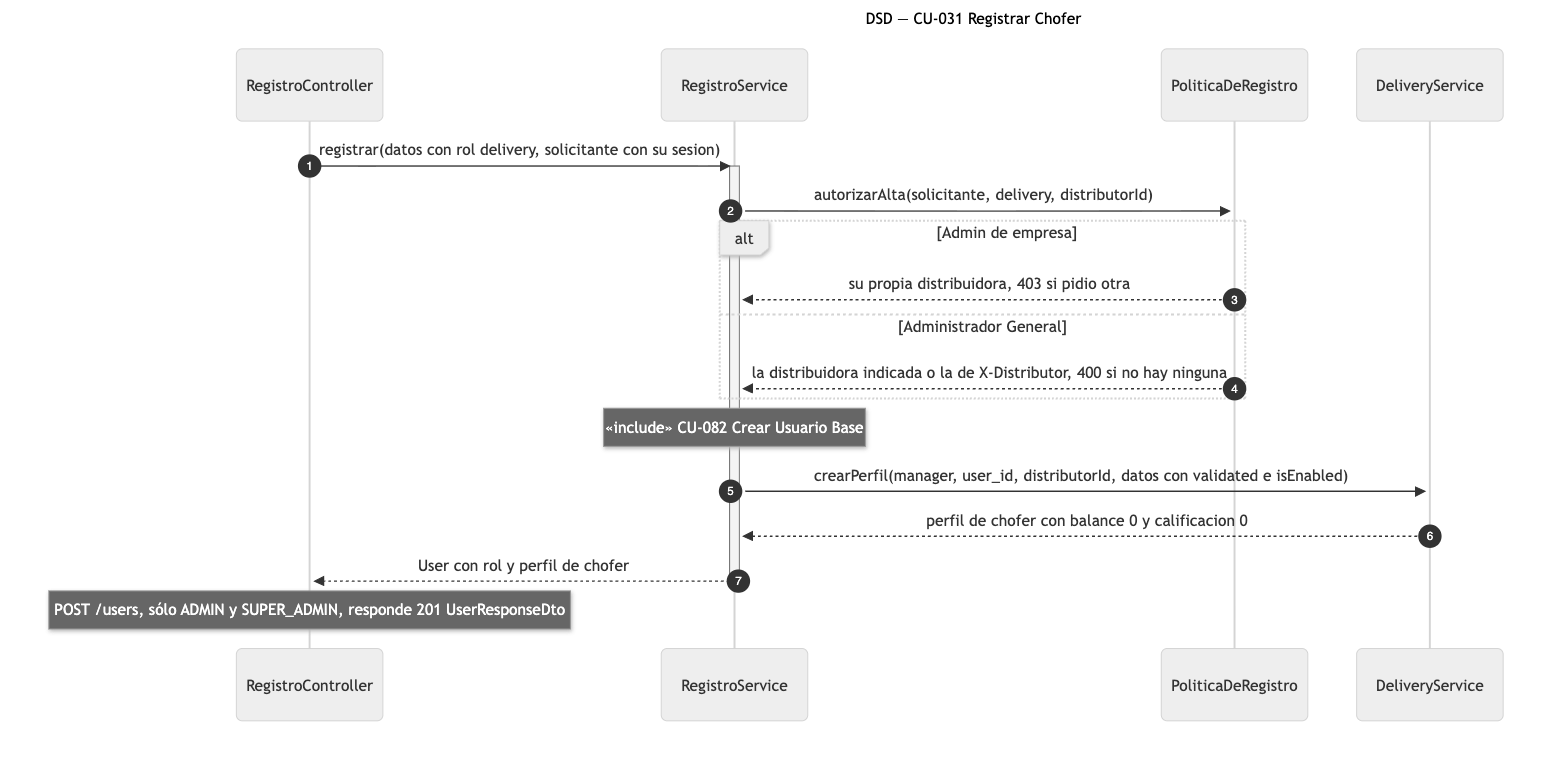 DSD — CU-031 Registrar Chofer
RegistroController
RegistroService
PoliticaDeRegistro
DeliveryService
registrar(datos con rol delivery, solicitante con su sesion)
1
autorizarAlta(solicitante, delivery, distributorId)
2
alt
[Admin de empresa]
su propia distribuidora, 403 si pidio otra
3
[Administrador General]
la distribuidora indicada o la de X-Distributor, 400 si no hay ninguna
4
«include» CU-082 Crear Usuario Base
crearPerfil(manager, user_id, distributorId, datos con validated e isEnabled)
5
perfil de chofer con balance 0 y calificacion 0
6
User con rol y perfil de chofer
7
POST /users, sólo ADMIN y SUPER_ADMIN, responde 201 UserResponseDto
RegistroController
RegistroService
PoliticaDeRegistro
DeliveryService